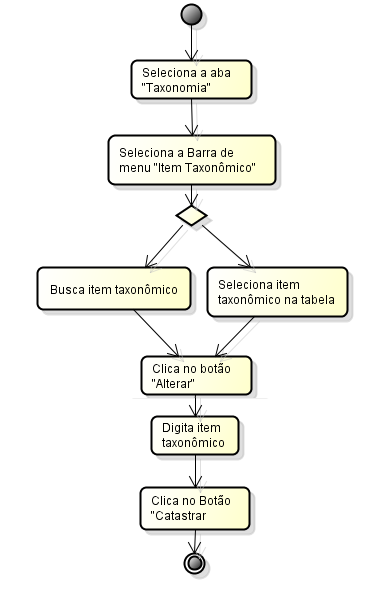 Seleciona a aba
"Taxonomia"
Seleciona a Barra de
menu "Item Taxonômico"
Busca item taxonômico
Seleciona item
taxonômico na tabela
Clica no botão
"Alterar"
Digita item
taxonômico
Clica no Botão
"Catastrar